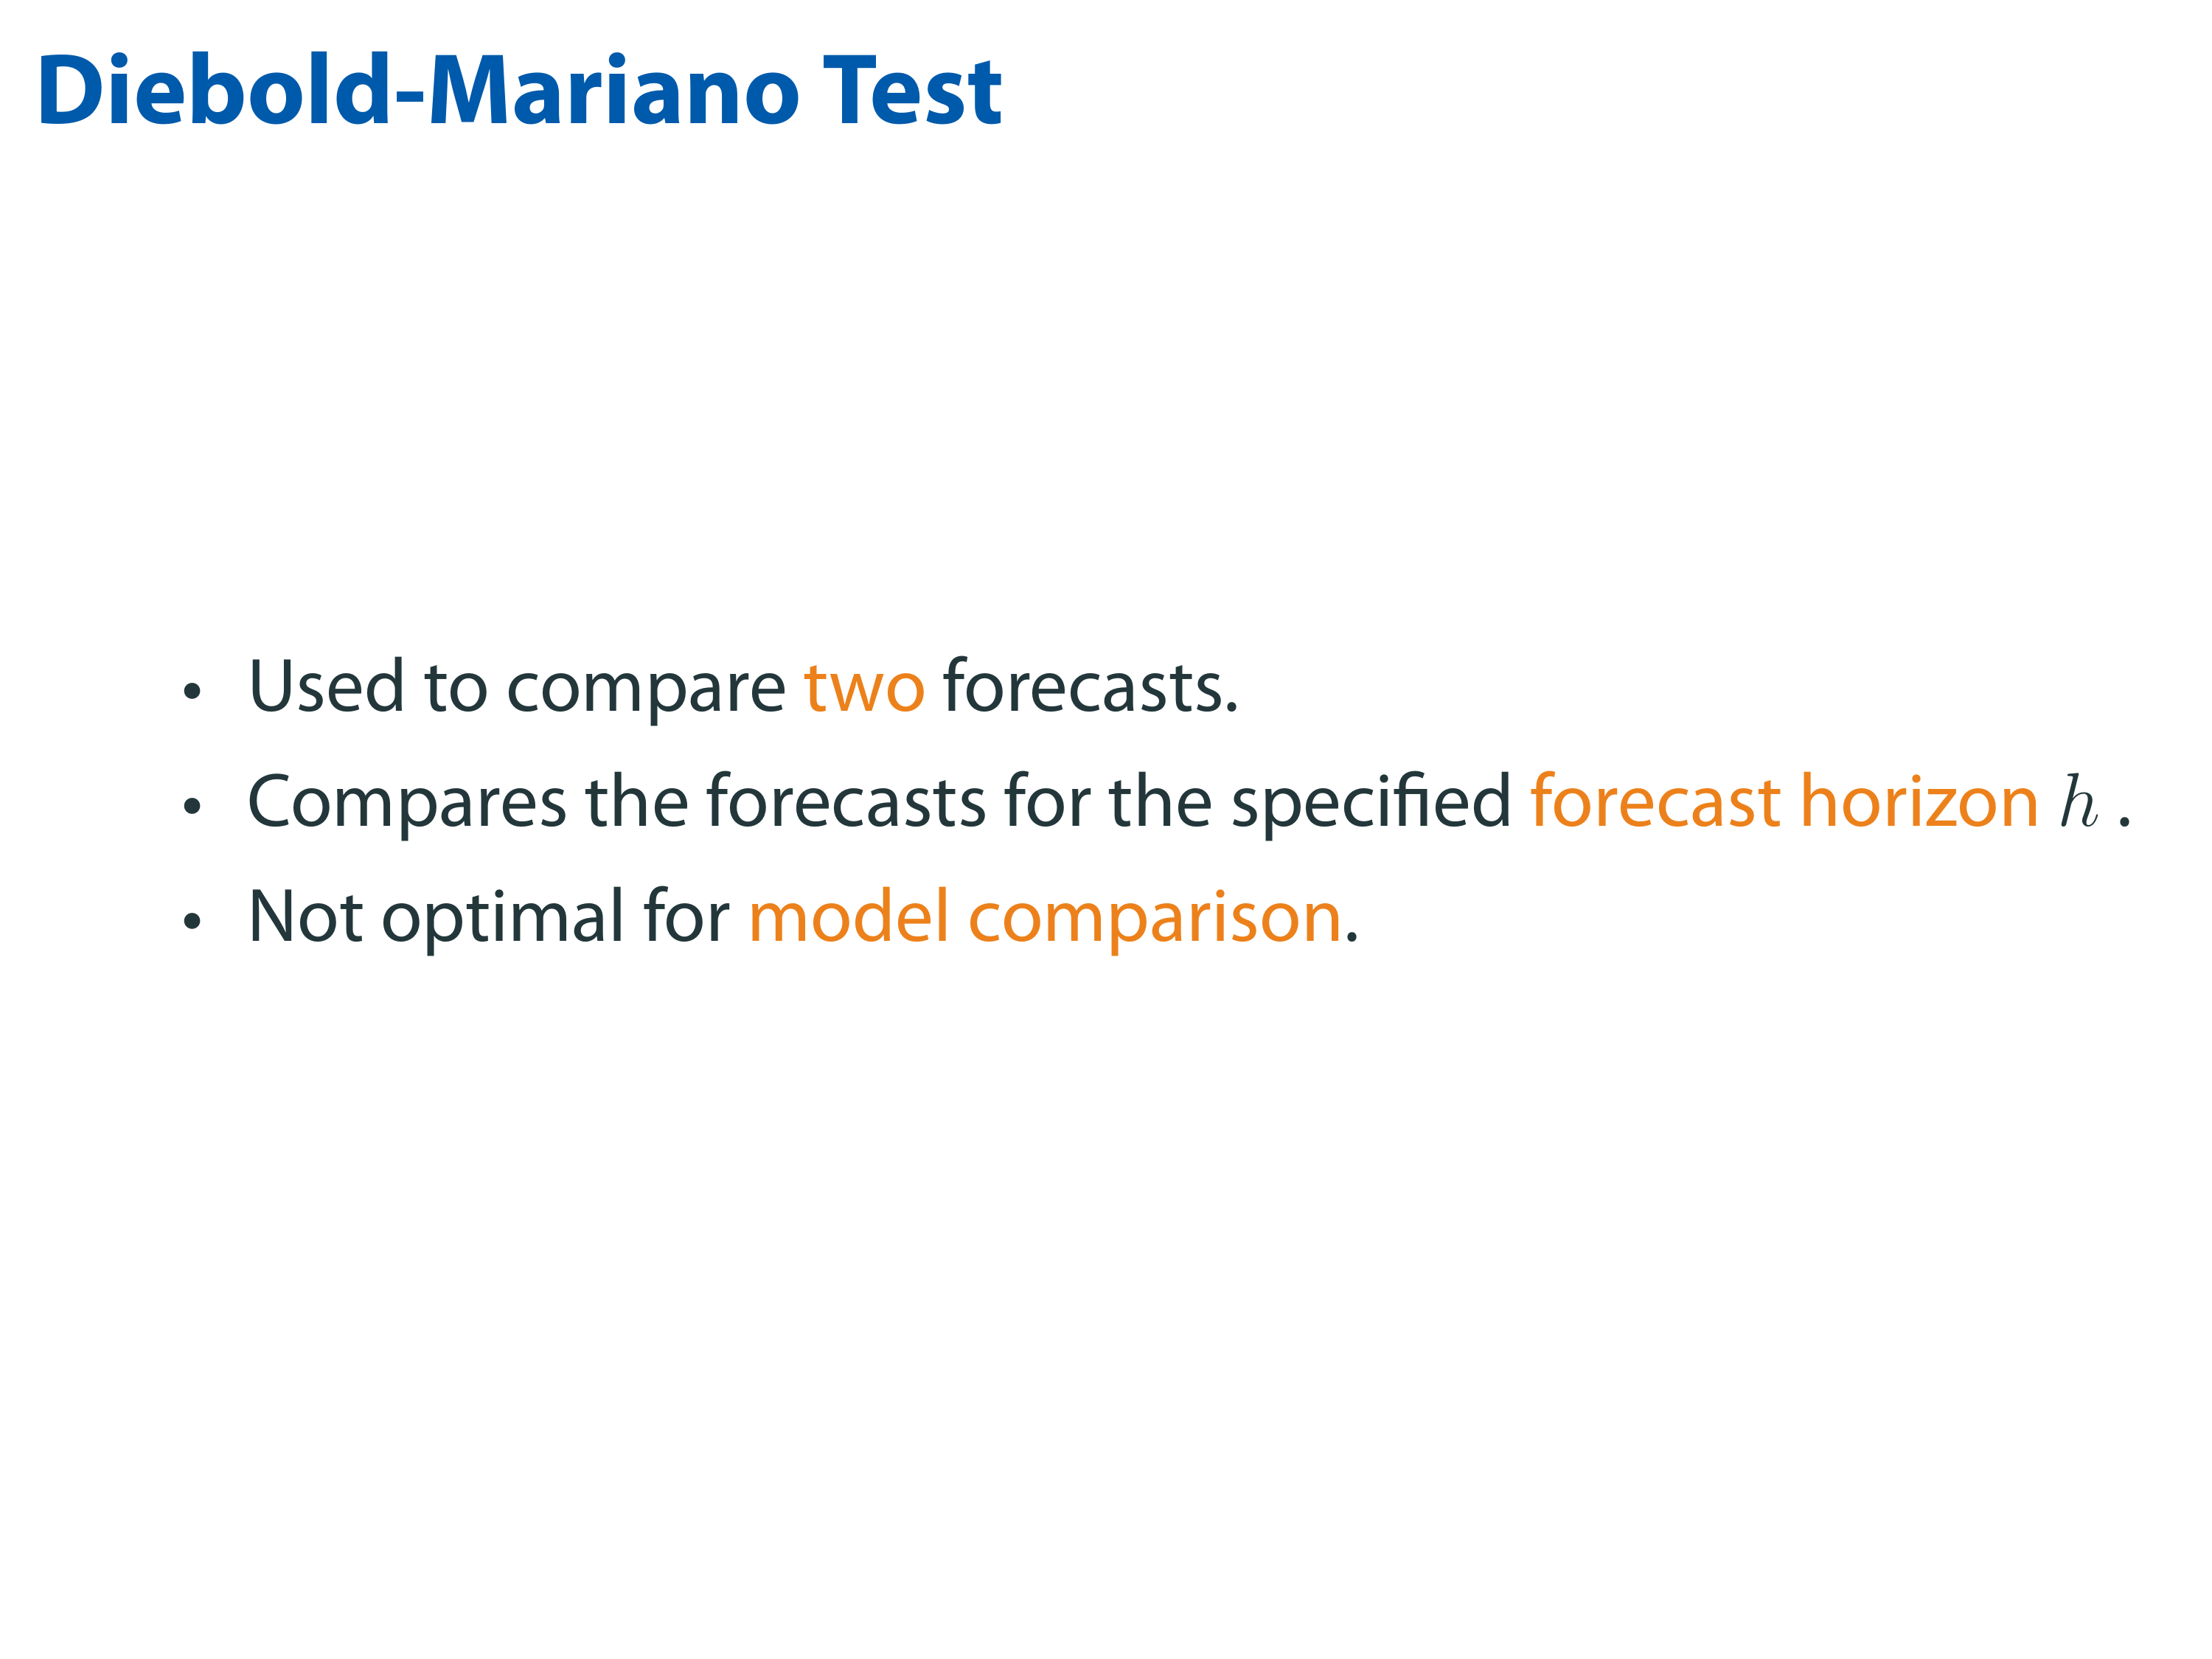 Diebold-Mariano Test
• Used to compare two forecasts.
• Compares the forecasts for the specified forecast horizon h .
• Not optimal for model comparison.